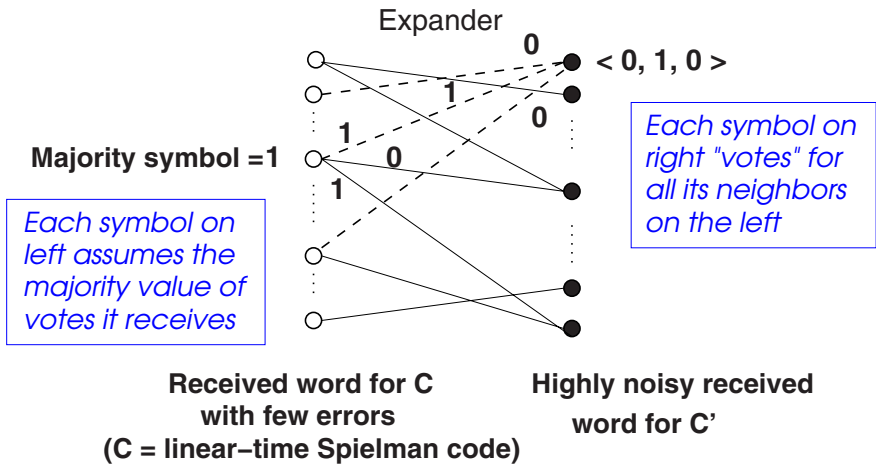 Expander
0
< 0, 1, 0 >
1
0
Each symbol on
right "votes" for
all its neighbors
on the left
1
Majority symbol =1
0
1
Each symbol on
left assumes the
majority value of
votes it receives
Received word for C
with few errors
(C = linear−time Spielman code)
Highly noisy received
word for C'